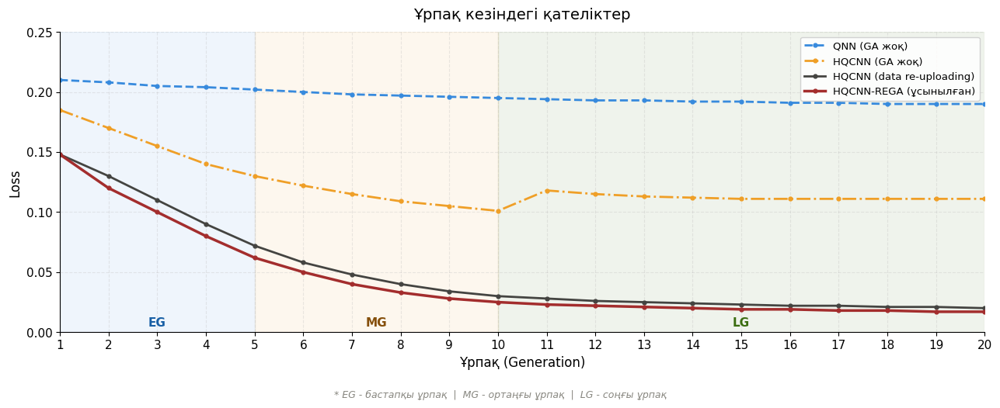 Ұрпақ кезіндегі қателіктер
0.25
0.20
0.15
0.10
0.05
0.00
Loss
QNN (GA жоқ)
HQCNN (GA жоқ)
HQCNN (data re-uploading)
HQCNN-REGA (ұсынылған)
EG
MG
LG
1 2 3 4 5 6 7 8 9 10 11 12 13 14 15 16 17 18 19 20
Ұрпақ (Generation)
* EG - бастапқы ұрпақ | MG - ортаңғы ұрпақ | LG - соңғы ұрпақ